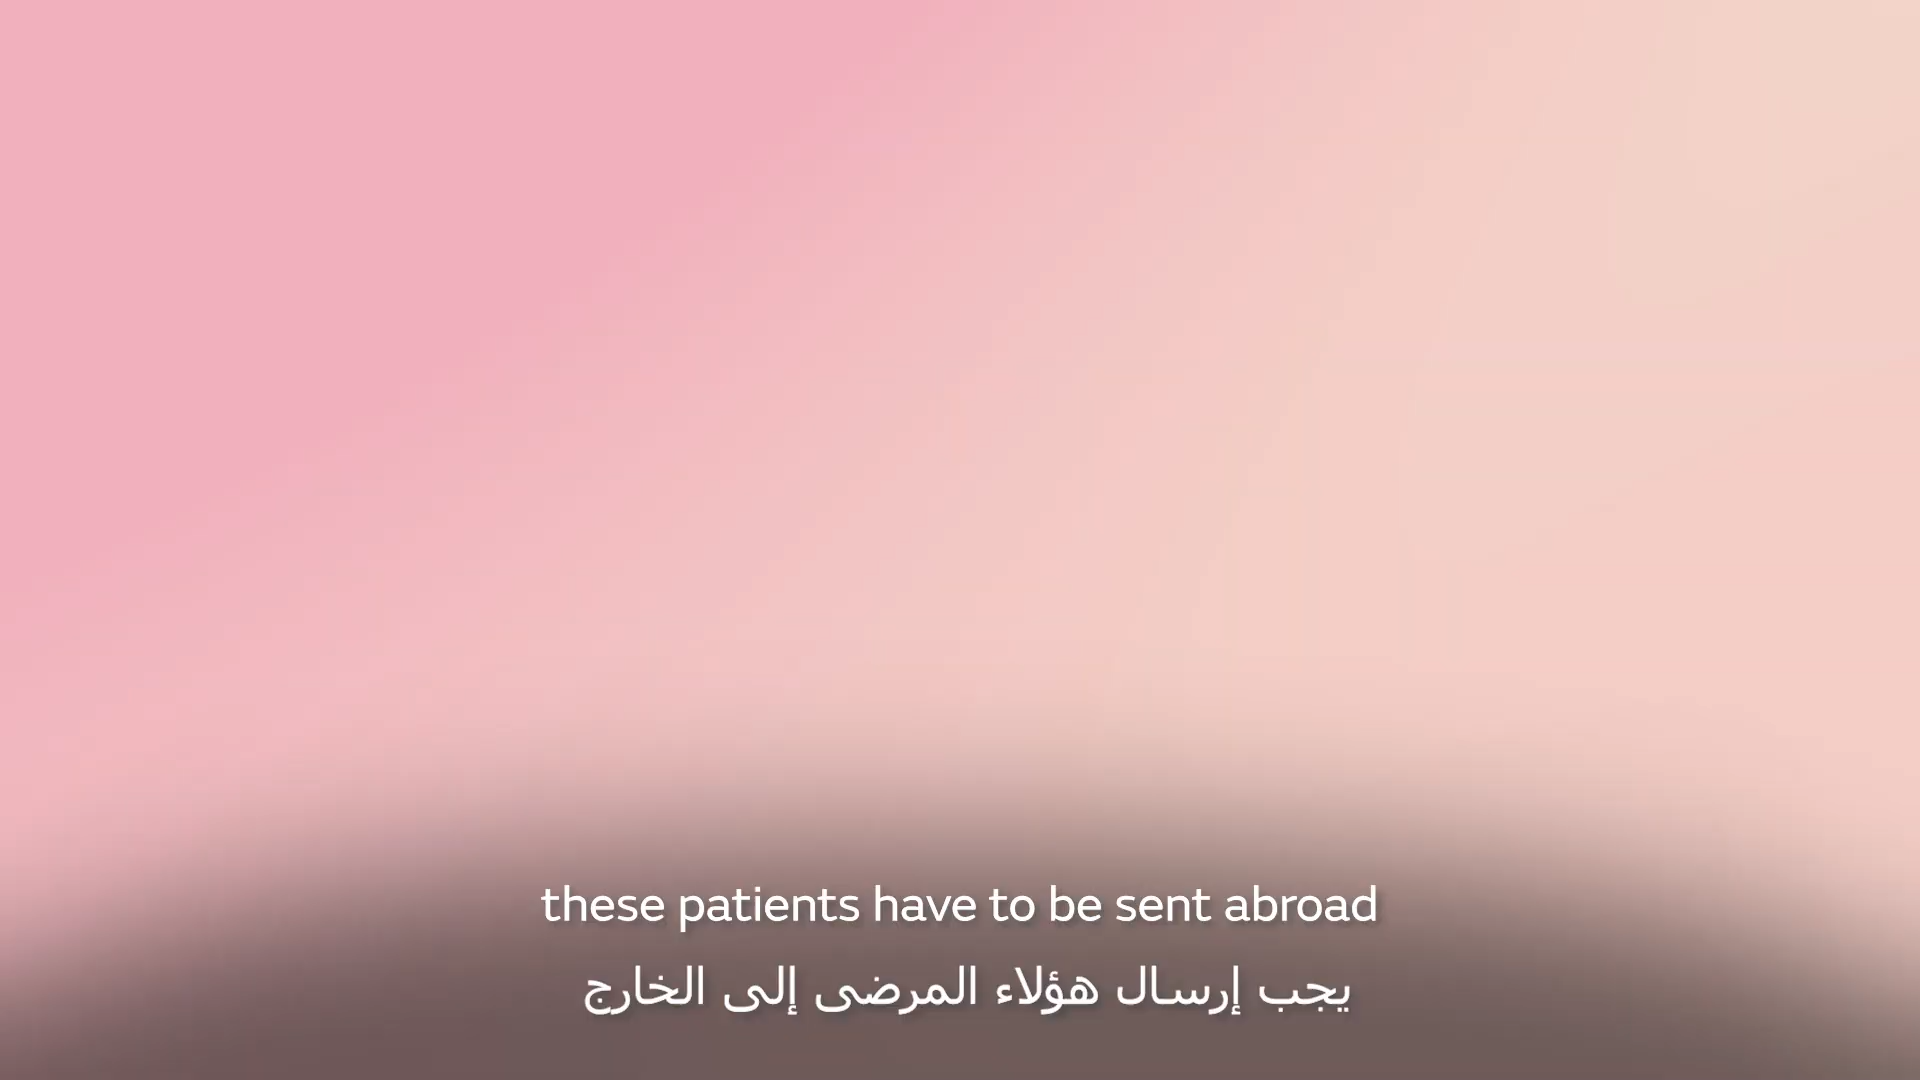 these patients have to be sent abroad
يجب إرسال هؤلاء المرضى إلى الخارج